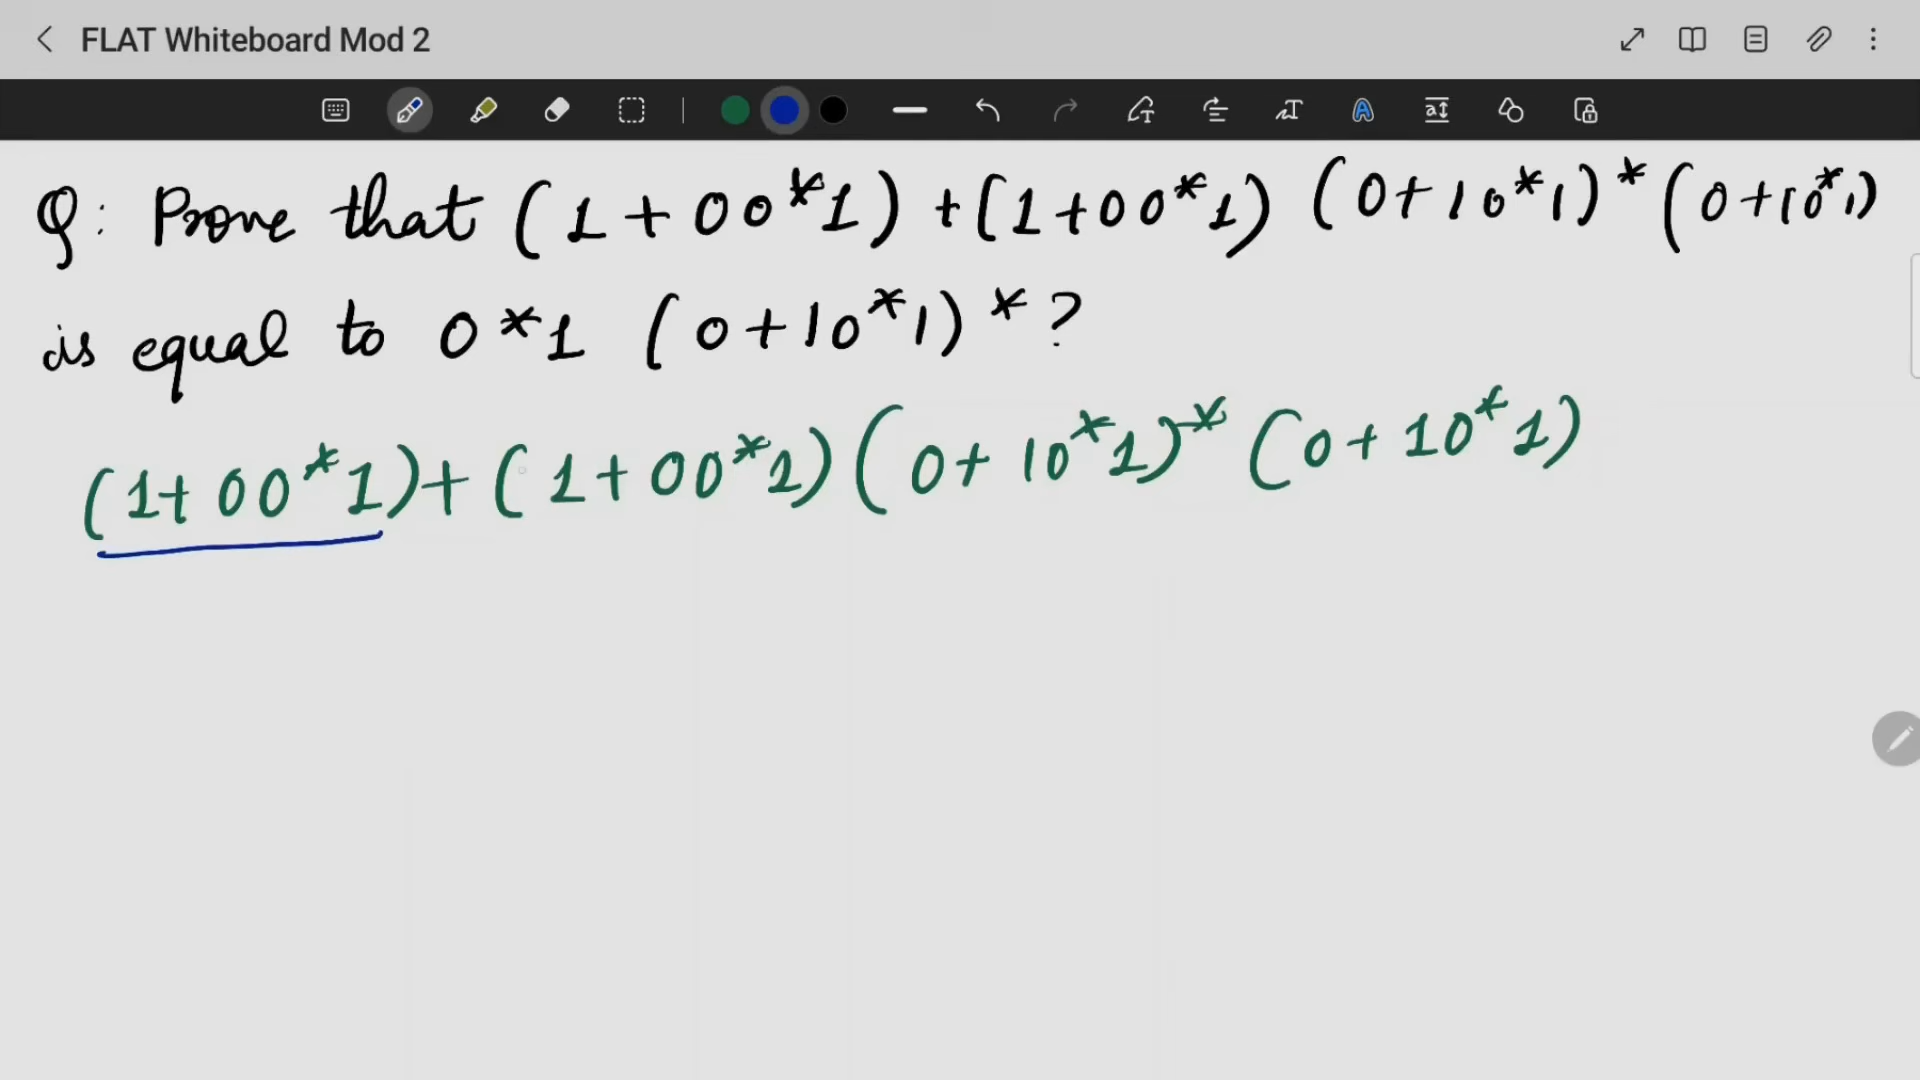 FLAT Whiteboard Mod 2
Q: Prove that (1+00*1)+(1+00*1)(0+10*1)*(0+10*1)
is equal to 0*1 (0+10*1)*?
(1+00*1)+(1+00*1)(0+10*1)*(0+10*1)